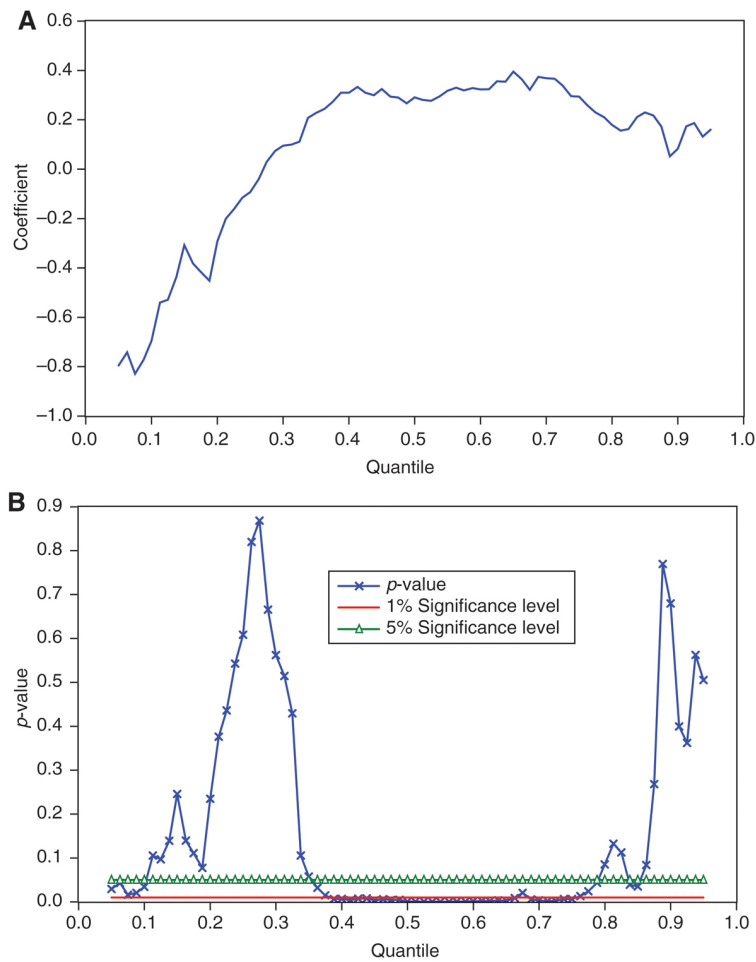 A
0.6
0.4
0.2
0.0
–0.2
–0.4
–0.6
–0.8
–1.0
Coefficient
0.0 0.1 0.2 0.3 0.4 0.5 0.6 0.7 0.8 0.9 1.0
Quantile
B
0.9
0.8
0.7
0.6
0.5
0.4
0.3
0.2
0.1
0.0
p-value
p-value
1% Significance level
5% Significance level
0.0 0.1 0.2 0.3 0.4 0.5 0.6 0.7 0.8 0.9 1.0
Quantile